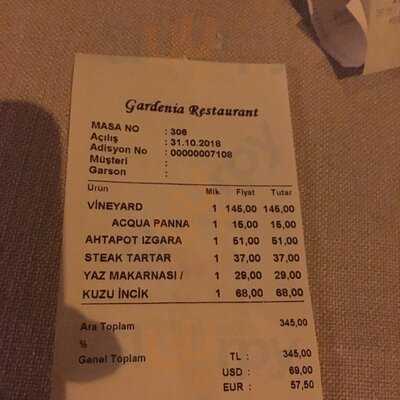 Gardenia Restaurant
MASA NO : 306
Açılış : 31.10.2018
Adisyon No : 00000007108
Müşteri :
Garson :
Ürün Mik. Fiyat Tutar
VİNEYARD 1 145,00 145,00
ACQUA PANNA 1 15,00 15,00
AHTAPOT IZGARA 1 51,00 51,00
STEAK TARTAR 1 37,00 37,00
YAZ MAKARNASI / 1 29,00 29,00
KUZU İNCİK 1 68,00 68,00
Ara Toplam 345,00
%
Genel Toplam TL : 345,00
USD : 69,00
EUR : 57,50